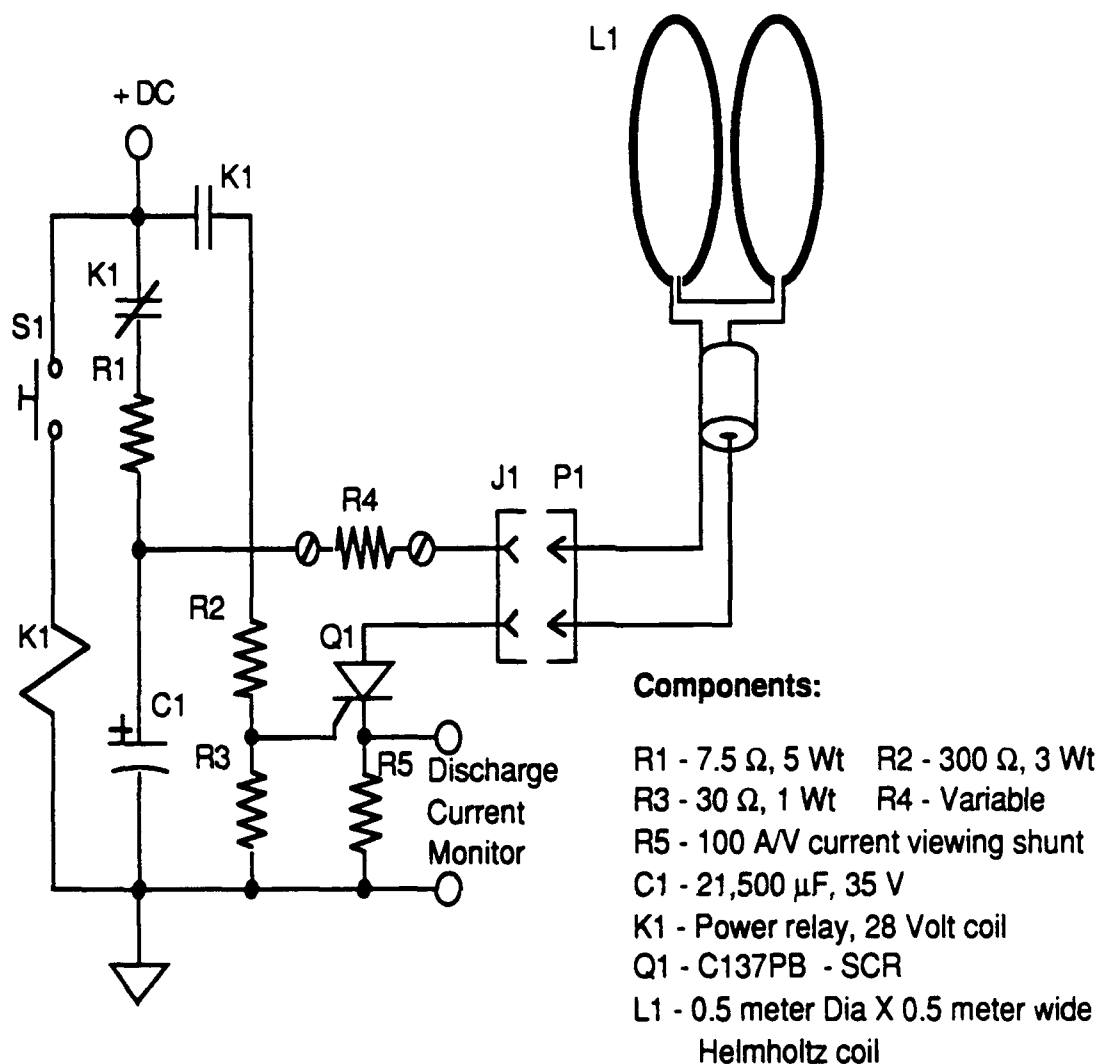 L1
+ DC
K1
K1
S1
R1
J1 P1
R4
R2
K1
Q1
C1
+
R3
R5 Discharge
Current
Monitor
Components:
R1 - 7.5 Ω, 5 Wt R2 - 300 Ω, 3 Wt
R3 - 30 Ω, 1 Wt R4 - Variable
R5 - 100 A/V current viewing shunt
C1 - 21,500 μF, 35 V
K1 - Power relay, 28 Volt coil
Q1 - C137PB - SCR
L1 - 0.5 meter Dia X 0.5 meter wide
Helmholtz coil